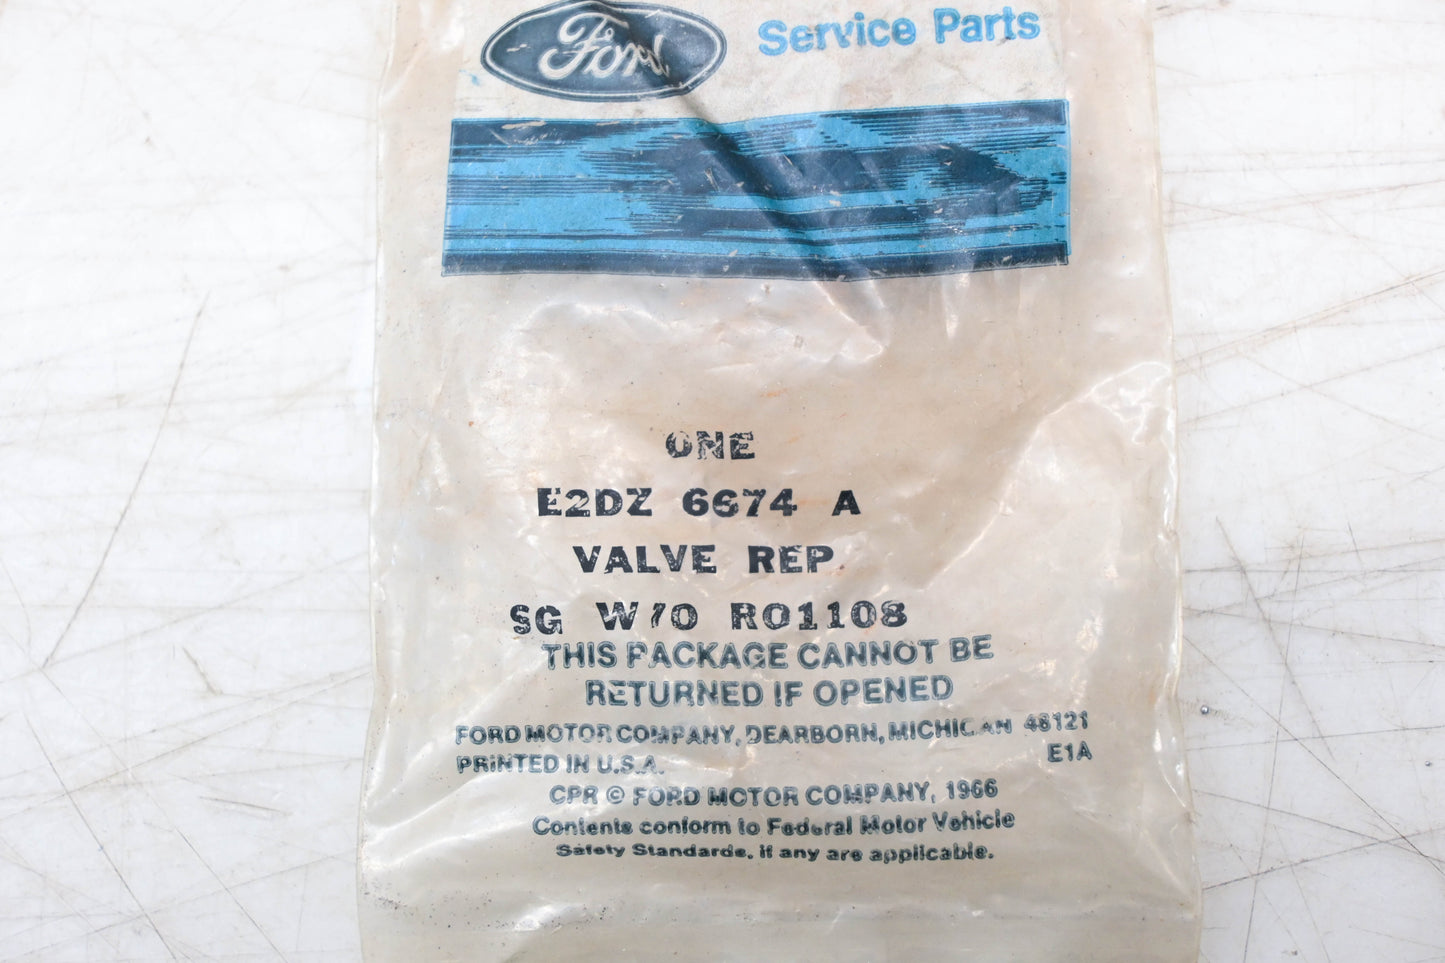 Ford Service Parts
ONE
E2DZ 6674 A
VALVE REP
SG W/O R01108
THIS PACKAGE CANNOT BE
RETURNED IF OPENED
FORD MOTOR COMPANY, DEARBORN, MICHIGAN 48121
PRINTED IN U.S.A. E1A
CPR © FORD MOTOR COMPANY, 1966
Contents conform to Federal Motor Vehicle
Safety Standards, if any are applicable.